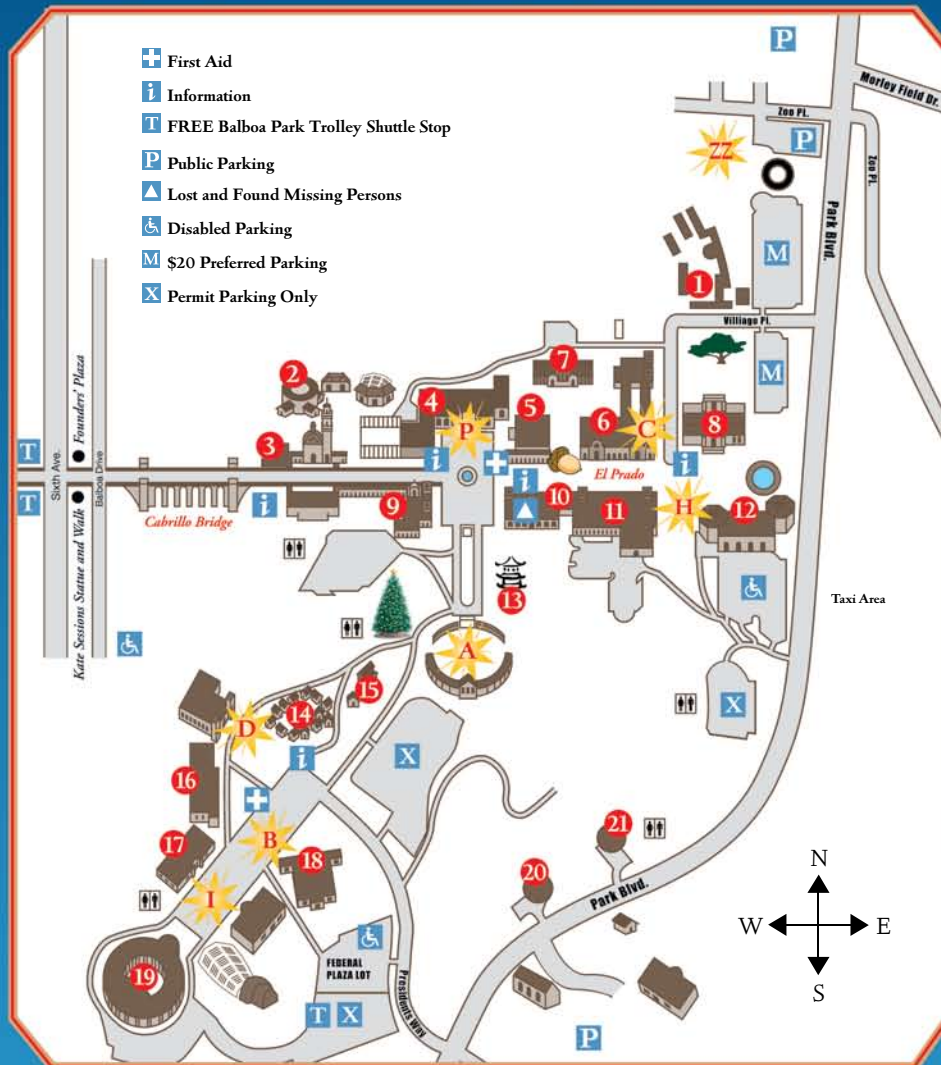 First Aid
i Information
T FREE Balboa Park Trolley Shuttle Stop
P Public Parking
Lost and Found Missing Persons
Disabled Parking
M $20 Preferred Parking
X Permit Parking Only
P
Morley Field Dr.
Zoo Pl.
P
ZZ
Zoo Pl.
Park Blvd.
M
1
Villiage Pl.
M
2
7
4
5
6
C
8
P
3
i
i
i
El Prado
T
T
Sixth Ave.
Founders' Plaza
Balboa Drive
Kate Sessions Statue and Walk
Cabrillo Bridge
i
9
10
11
H
12
13
Taxi Area
A
15
14
D
i
X
X
16
B
17
18
I
21
20
Park Blvd.
N
W
E
S
19
FEDERAL
PLAZA LOT
Presidents Way
T
X
P